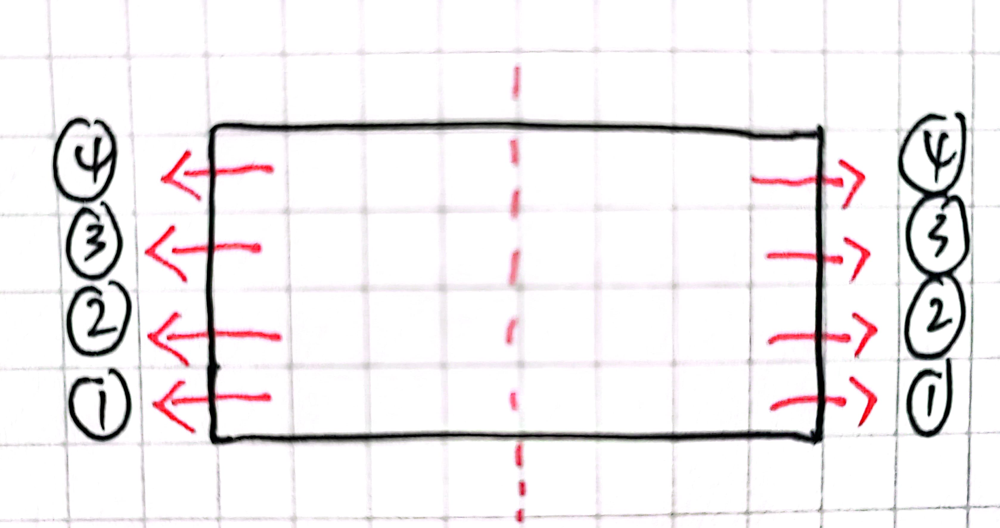 ④ ④
③ ③
② ②
① ①